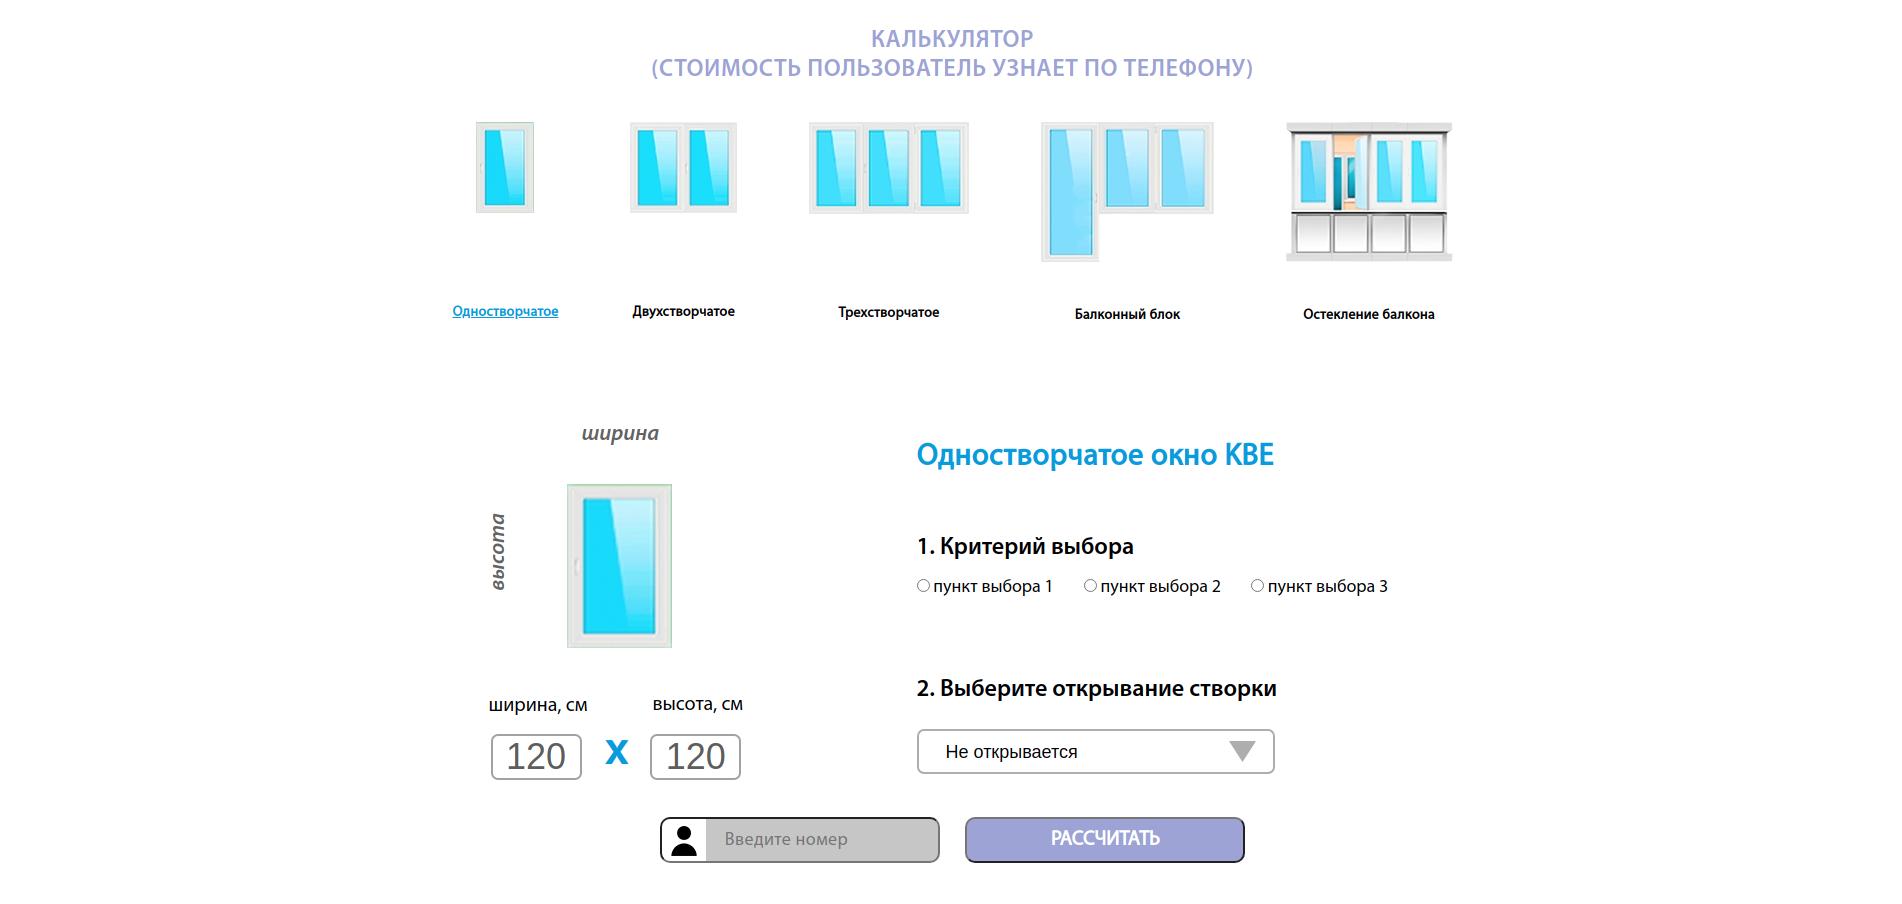 КАЛЬКУЛЯТОР
(СТОИМОСТЬ ПОЛЬЗОВАТЕЛЬ УЗНАЕТ ПО ТЕЛЕФОНУ)
Одностворчатое
Двухстворчатое
Трехстворчатое
Балконный блок
Остекление балкона
ширина
высота
ширина, см
высота, см
120 X 120
Одностворчатое окно КВЕ
1. Критерий выбора
пункт выбора 1 пункт выбора 2 пункт выбора 3
2. Выберите открывание створки
Не открывается
Введите номер
РАССЧИТАТЬ